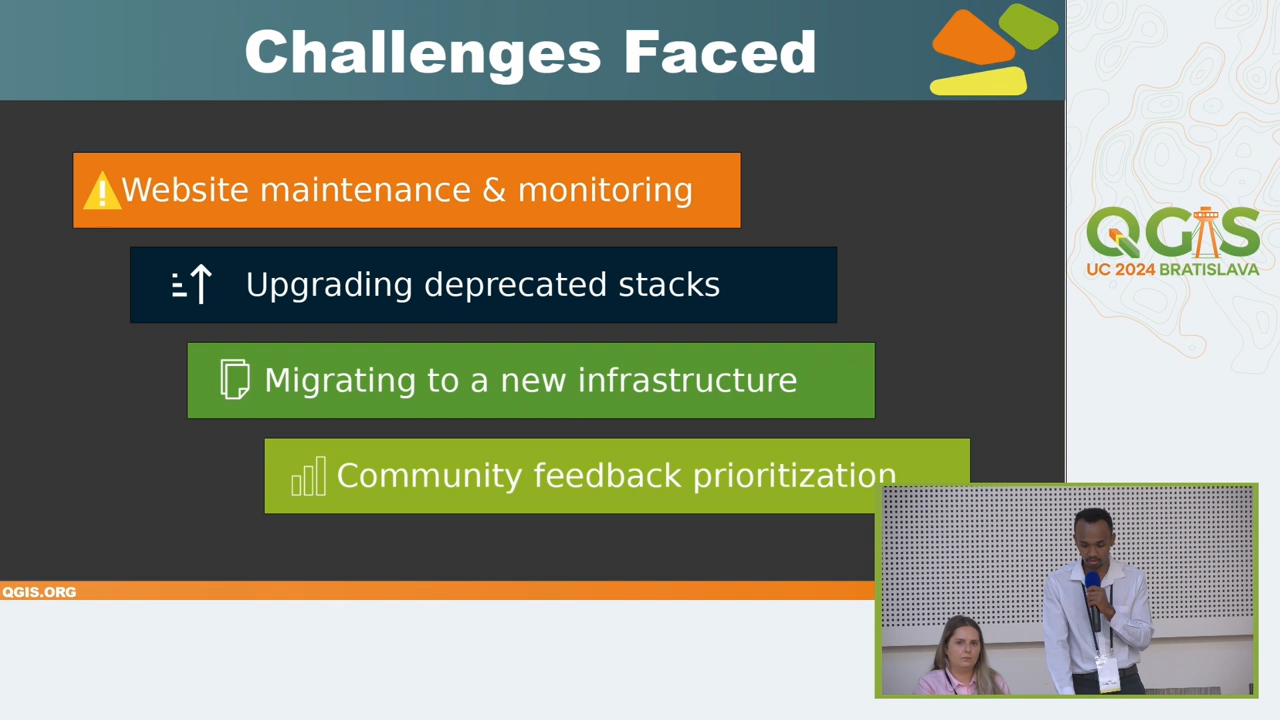 Challenges Faced
Website maintenance & monitoring
Upgrading deprecated stacks
Migrating to a new infrastructure
Community feedback prioritization
QGIS.ORG
QGIS
UC 2024 BRATISLAVA